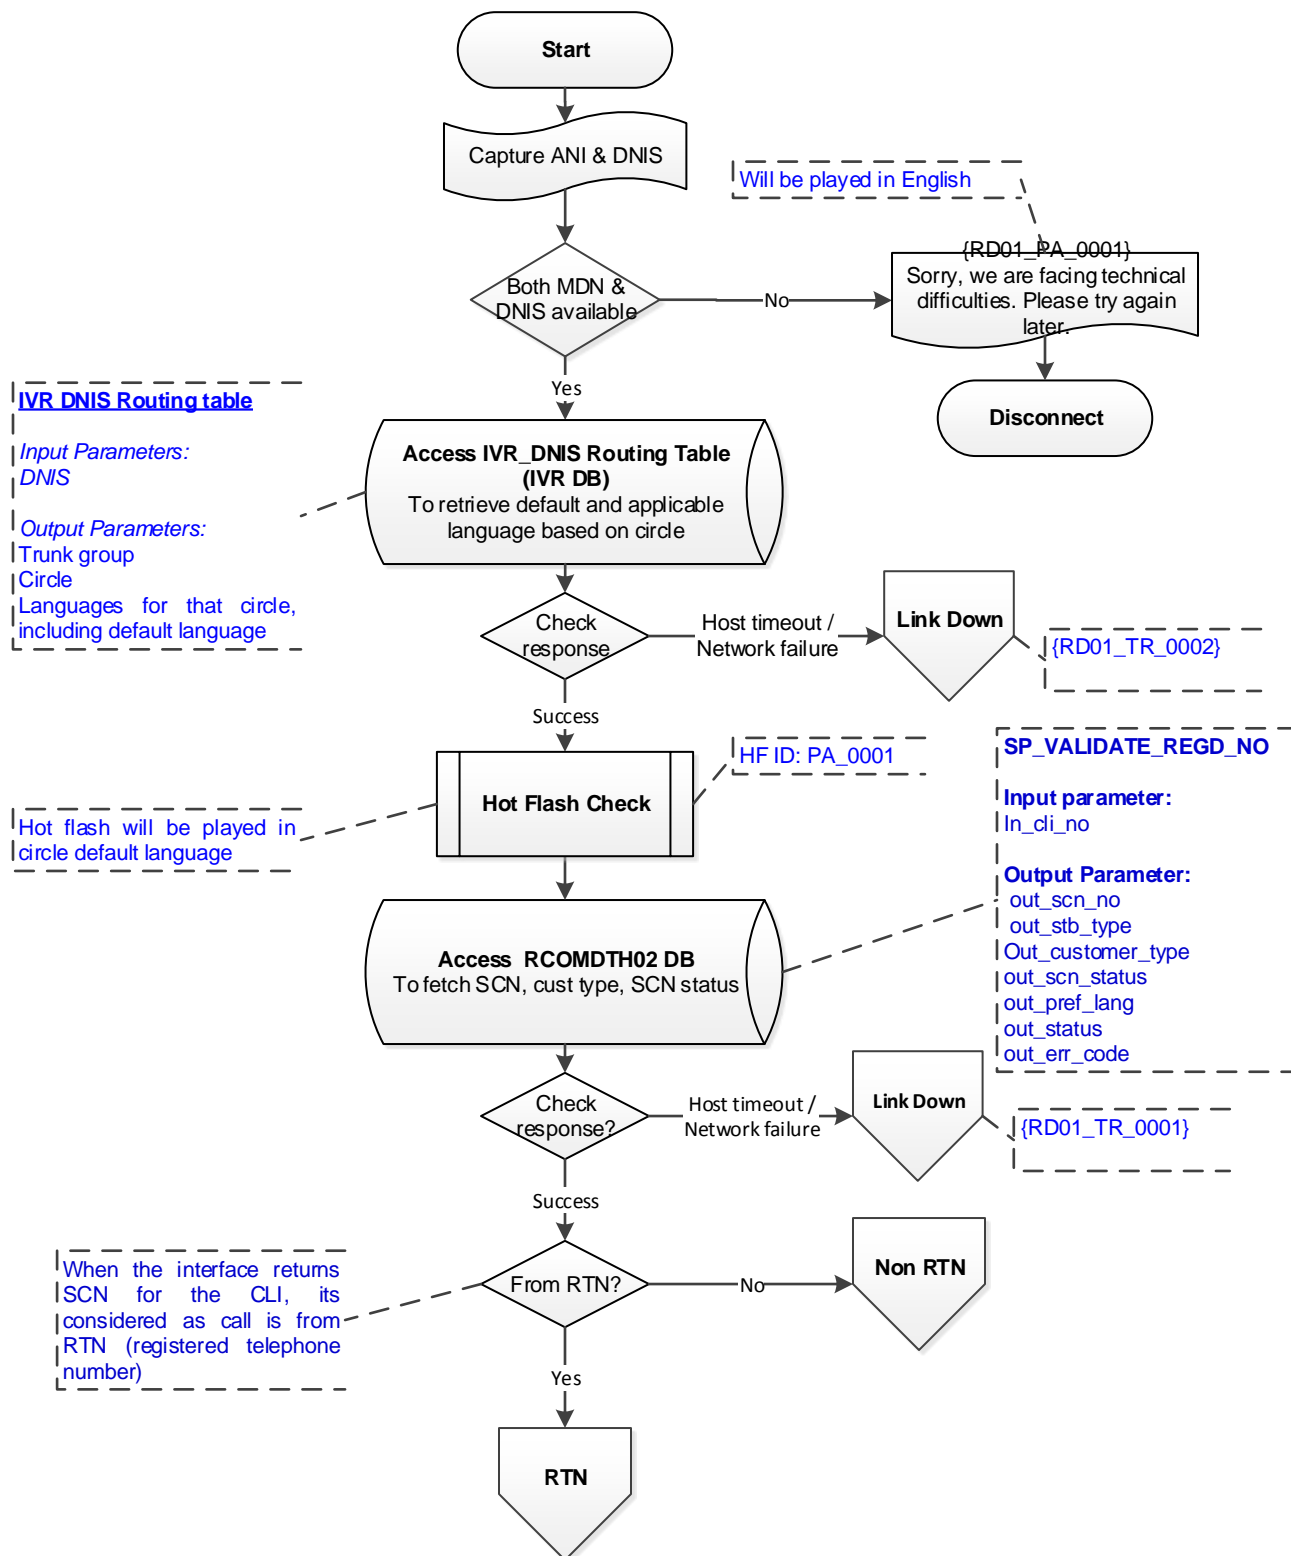 Start
Capture ANI & DNIS
Will be played in English
Both MDN &
DNIS available
No
{RD01_PA_0001}
Sorry, we are facing technical
difficulties. Please try again
later.
Disconnect
Yes
IVR DNIS Routing table
Input Parameters:
DNIS
Output Parameters:
Trunk group
Circle
Languages for that circle,
including default language
Access IVR_DNIS Routing Table
(IVR DB)
To retrieve default and applicable
language based on circle
Check
response
Host timeout /
Network failure
Link Down
{RD01_TR_0002}
Success
Hot Flash Check
HF ID: PA_0001
Hot flash will be played in
circle default language
SP_VALIDATE_REGD_NO
Input parameter:
In_cli_no
Output Parameter:
out_scn_no
out_stb_type
Out_customer_type
out_scn_status
out_pref_lang
out_status
out_err_code
Access RCOMDTH02 DB
To fetch SCN, cust type, SCN status
Check
response?
Host timeout /
Network failure
Link Down
{RD01_TR_0001}
Success
When the interface returns
SCN for the CLI, its
considered as call is from
RTN (registered telephone
number)
From RTN?
No
Non RTN
Yes
RTN